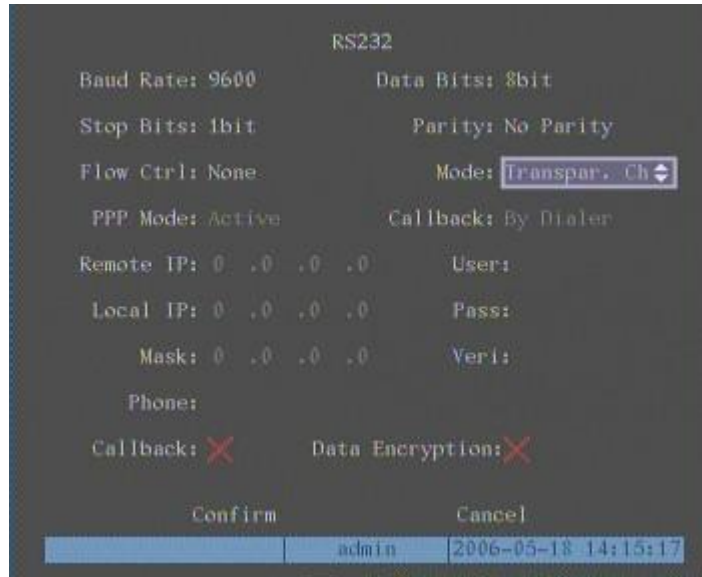 RS232
Baud Rate: 9600 Data Bits: 8bit
Stop Bits: 1bit Parity: No Parity
Flow Ctrl: None Mode: Transpar. Ch
PPP Mode: Active Callback: By Dialer
Remote IP: 0 .0 .0 .0 User:
Local IP: 0 .0 .0 .0 Pass:
Mask: 0 .0 .0 .0 Veri:
Phone:
Callback: Data Encryption:
Confirm Cancel
admin 2006-05-18 14:15:17